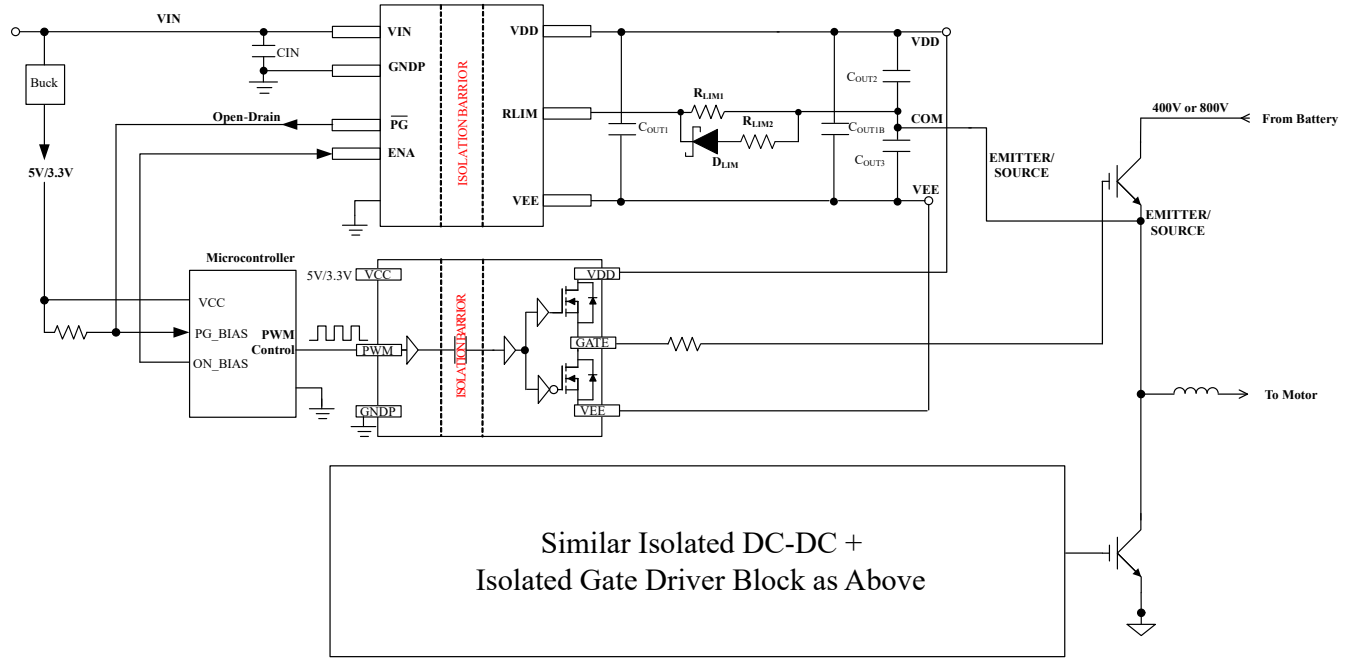 VIN
VIN
CIN
GNDP
Buck
Open-Drain
PG
ENA
5V/3.3V
ISOLATION BARRIER
VDD
RLIM
VEE
COUT1
RLIM1
RLIM2
DLIM
COUT1B
COUT2
COUT3
VDD
COM
VEE
EMITTER/
SOURCE
400V or 800V
From Battery
EMITTER/
SOURCE
Microcontroller
VCC
PG_BIAS
ON_BIAS
PWM
Control
5V/3.3V
VCC
PWM
GNDP
ISOLATION BARRIER
VDD
GATE
VEE
To Motor
Similar Isolated DC-DC +
Isolated Gate Driver Block as Above